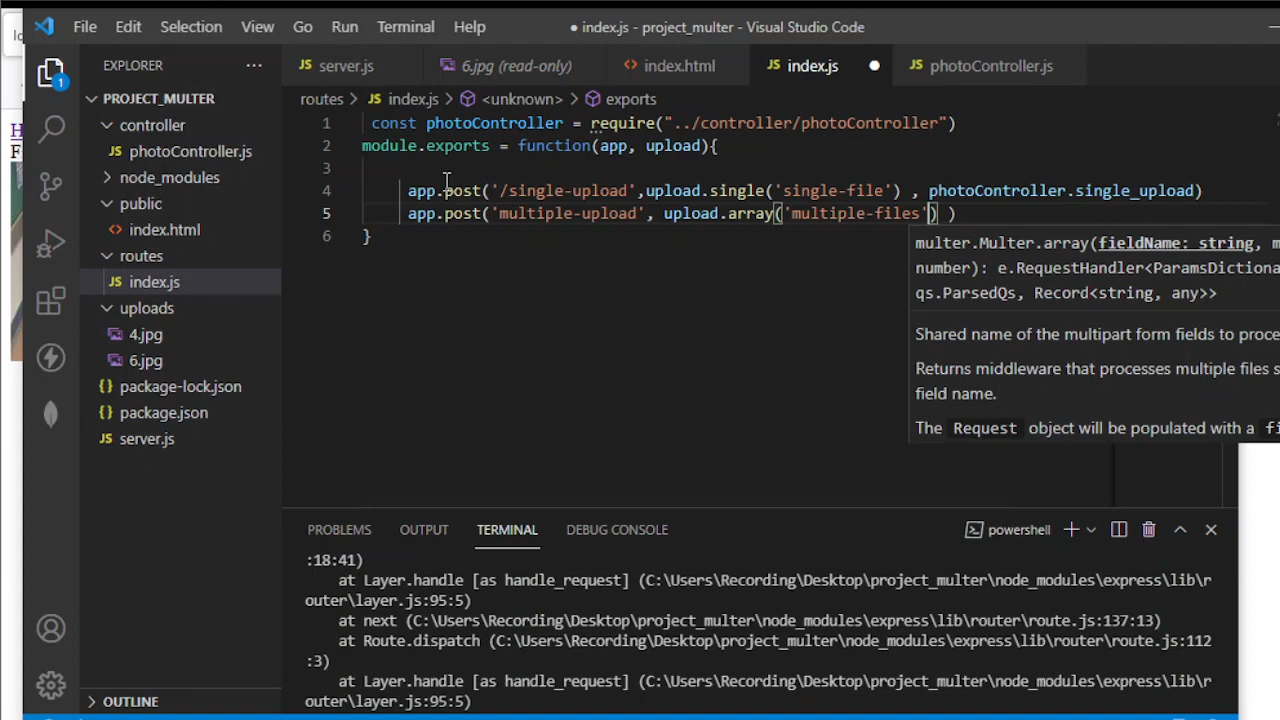 File Edit Selection View Go Run Terminal Help ● index.js - project_multer - Visual Studio Code
EXPLORER ··· JS server.js 6.jpg (read-only) <> index.html JS index.js ● JS photoController.js
1
PROJECT_MULTER
controller
JS photoController.js
node_modules
public
<> index.html
routes
JS index.js
uploads
4.jpg
6.jpg
{} package-lock.json
{} package.json
JS server.js
OUTLINE
routes > JS index.js > <unknown> > exports
1 const photoController = require("../controller/photoController")
2 module.exports = function(app, upload){
3
4 app.post('/single-upload',upload.single('single-file') , photoController.single_upload)
5 app.post('multiple-upload', upload.array('multiple-files') )
6 }
multer.Multer.array(fieldName: string, m
number): e.RequestHandler<ParamsDictiona
qs.ParsedQs, Record<string, any>>
Shared name of the multipart form fields to proce
Returns middleware that processes multiple files s
field name.
The Request object will be populated with a fi
PROBLEMS OUTPUT TERMINAL DEBUG CONSOLE powershell
:18:41)
at Layer.handle [as handle_request] (C:\Users\Recording\Desktop\project_multer\node_modules\express\lib\r
outer\layer.js:95:5)
at next (C:\Users\Recording\Desktop\project_multer\node_modules\express\lib\router\route.js:137:13)
at Route.dispatch (C:\Users\Recording\Desktop\project_multer\node_modules\express\lib\router\route.js:112
:3)
at Layer.handle [as handle_request] (C:\Users\Recording\Desktop\project_multer\node_modules\express\lib\r
outer\layer.js:95:5)